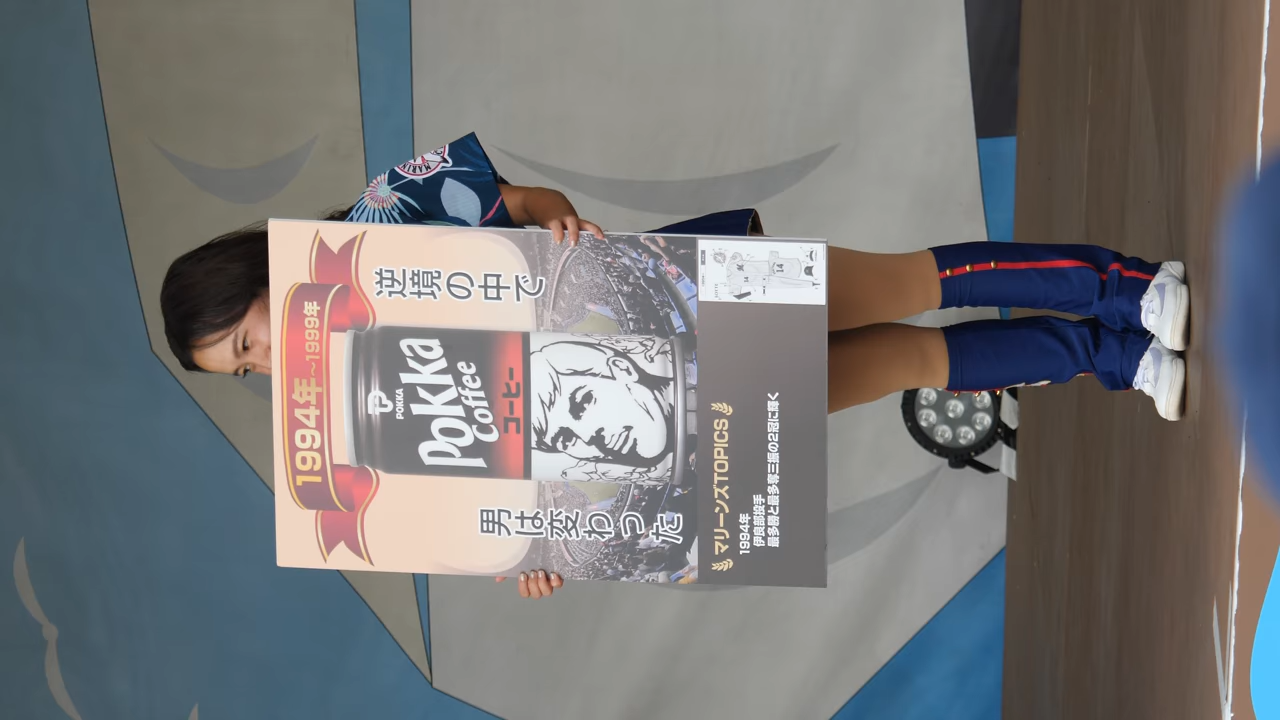 1994年～1999年
逆境の中で
男は変わった
P
POKKA
Pokka
Coffee
コーヒー
マリーンズTOPICS
1994年
伊良部投手
最多勝と最多奪三振の2冠に輝く
14
14
MARIN